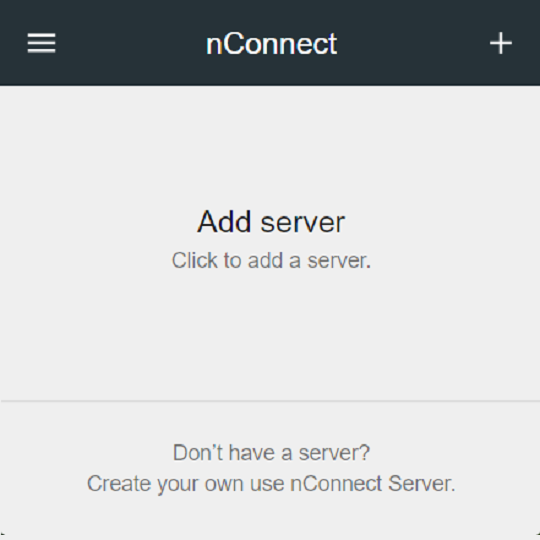 nConnect
Add server
Click to add a server.
Don't have a server?
Create your own use nConnect Server.